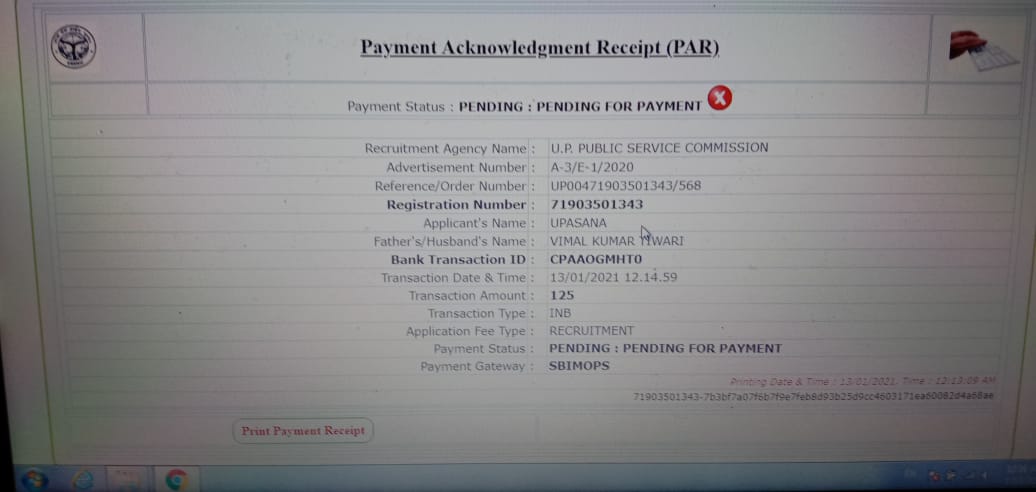 Payment Acknowledgment Receipt (PAR)
Payment Status : PENDING : PENDING FOR PAYMENT
Recruitment Agency Name : U.P. PUBLIC SERVICE COMMISSION
Advertisement Number : A-3/E-1/2020
Reference/Order Number : UP00471903501343/568
Registration Number : 71903501343
Applicant's Name : UPASANA
Father's/Husband's Name : VIMAL KUMAR TIWARI
Bank Transaction ID : CPAAOGMHT0
Transaction Date & Time : 13/01/2021 12.14.59
Transaction Amount : 125
Transaction Type : INB
Application Fee Type : RECRUITMENT
Payment Status : PENDING : PENDING FOR PAYMENT
Payment Gateway : SBIMOPS
Printing Date & Time : 13/01/2021, Time : 12:13:09 AM
Print Payment Receipt